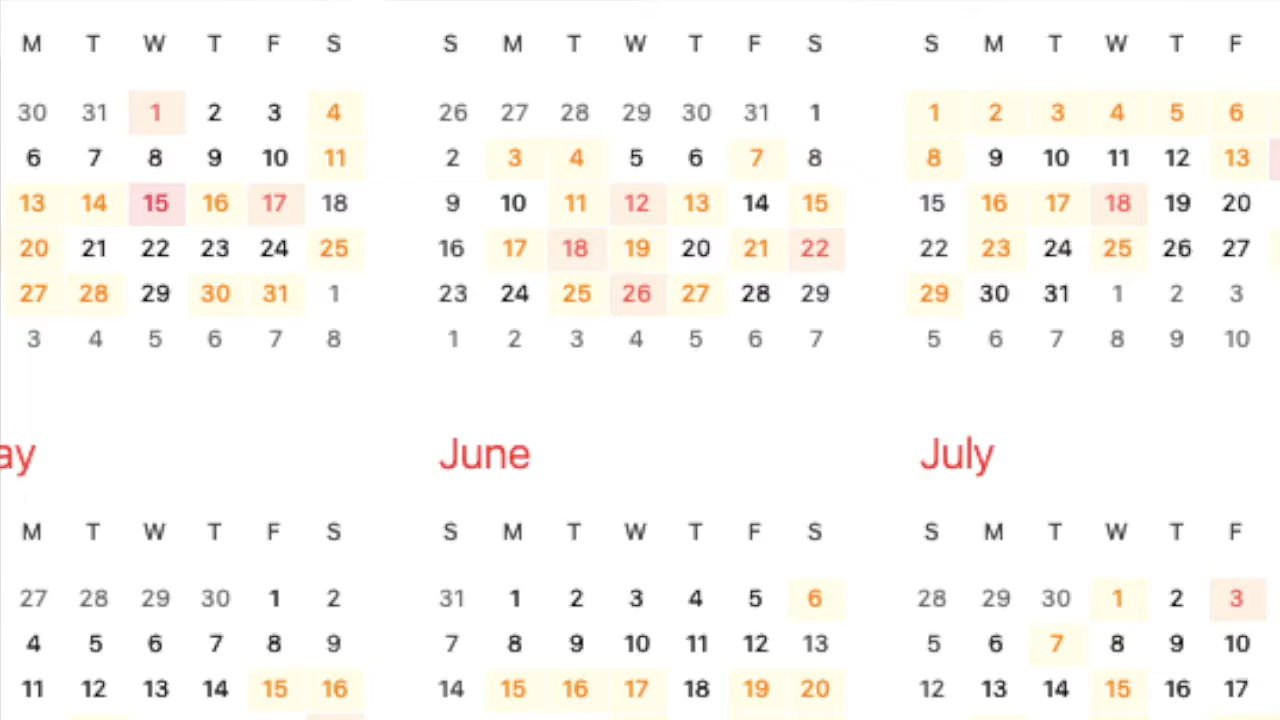 M T W T F S S M T W T F S S M T W T F
30 31 1 2 3 4 26 27 28 29 30 31 1 1 2 3 4 5 6
6 7 8 9 10 11 2 3 4 5 6 7 8 8 9 10 11 12 13
13 14 15 16 17 18 9 10 11 12 13 14 15 15 16 17 18 19 20
20 21 22 23 24 25 16 17 18 19 20 21 22 22 23 24 25 26 27
27 28 29 30 31 1 23 24 25 26 27 28 29 29 30 31 1 2 3
3 4 5 6 7 8 1 2 3 4 5 6 7 5 6 7 8 9 10
ay June July
M T W T F S S M T W T F S S M T W T F
27 28 29 30 1 2 31 1 2 3 4 5 6 28 29 30 1 2 3
4 5 6 7 8 9 7 8 9 10 11 12 13 5 6 7 8 9 10
11 12 13 14 15 16 14 15 16 17 18 19 20 12 13 14 15 16 17